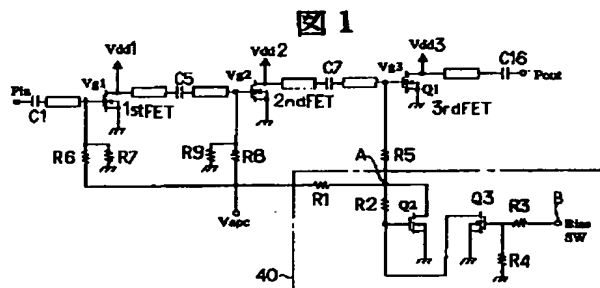 図1
Vdd1
Vdd2
Vdd3
Pin
C1
Vg1
1stFET
C5
Vg2
2ndFET
C7
Vg3
Q1
3rdFET
C16
Pout
R6
R7
R9
R8
A
R5
Vapc
R1
R2
Q2
Q3
R3
B
Bias
SW
R4
40